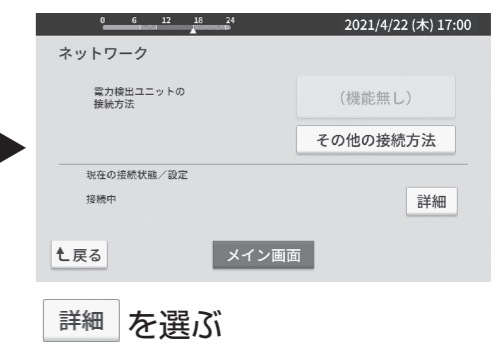 0 6 12 18 24
2021/4/22 (木) 17:00
ネットワーク
電力検出ユニットの
接続方法
(機能無し)
その他の接続方法
現在の接続状態/設定
接続中
詳細
戻る
メイン画面
詳細 を選ぶ